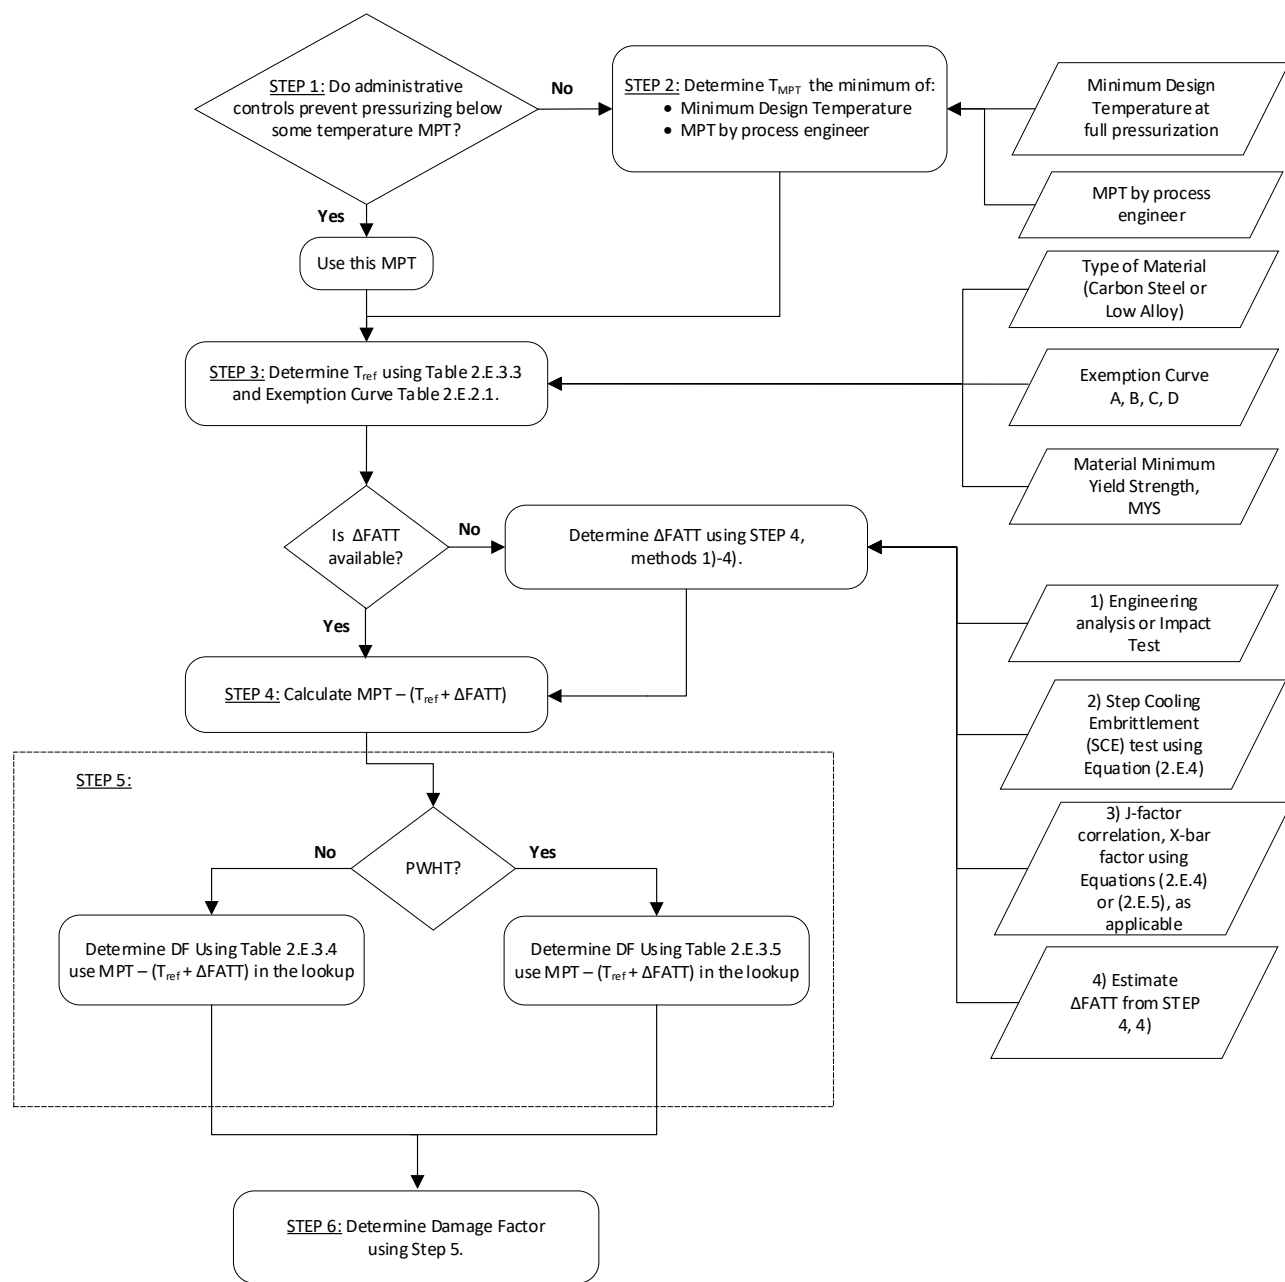 STEP 1: Do administrative
controls prevent pressurizing below
some temperature MPT?
No
STEP 2: Determine TMPT the minimum of:
• Minimum Design Temperature
• MPT by process engineer
Minimum Design
Temperature at
full pressurization
MPT by process
engineer
Yes
Use this MPT
Type of Material
(Carbon Steel or
Low Alloy)
STEP 3: Determine Tref using Table 2.E.3.3
and Exemption Curve Table 2.E.2.1.
Exemption Curve
A, B, C, D
Material Minimum
Yield Strength,
MYS
Is ΔFATT
available?
No
Determine ΔFATT using STEP 4,
methods 1)-4).
Yes
1) Engineering
analysis or Impact
Test
STEP 4: Calculate MPT – (Tref + ΔFATT)
2) Step Cooling
Embrittlement
(SCE) test using
Equation (2.E.4)
STEP 5:
PWHT?
No
Yes
3) J-factor
correlation, X-bar
factor using
Equations (2.E.4)
or (2.E.5), as
applicable
Determine DF Using Table 2.E.3.4
use MPT – (Tref + ΔFATT) in the lookup
Determine DF Using Table 2.E.3.5
use MPT – (Tref + ΔFATT) in the lookup
4) Estimate
ΔFATT from STEP
4, 4)
STEP 6: Determine Damage Factor
using Step 5.